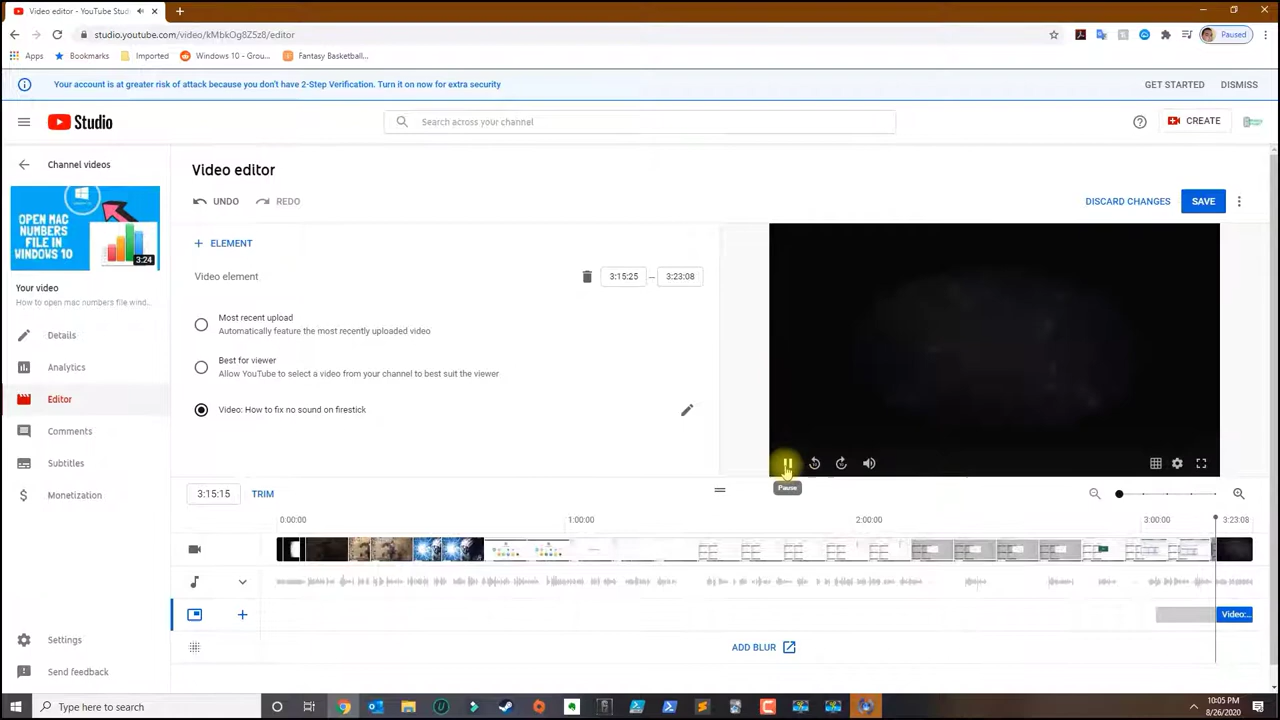 Video editor - YouTube Studio
studio.youtube.com/video/kMbkOg8Z5z8/editor
Paused
Apps
Bookmarks
Imported
Windows 10 - Grou...
Fantasy Basketball...
Your account is at greater risk of attack because you don't have 2-Step Verification. Turn it on now for extra security
GET STARTED
DISMISS
Studio
Search across your channel
CREATE
Channel videos
Video editor
UNDO
REDO
DISCARD CHANGES
SAVE
OPEN MAC
NUMBERS
FILE IN
WINDOWS 10
3:24
ELEMENT
Video element
3:15:25 – 3:23:08
Your video
How to open mac numbers file wind...
Most recent upload
Automatically feature the most recently uploaded video
Details
Best for viewer
Allow YouTube to select a video from your channel to best suit the viewer
Analytics
Editor
Video: How to fix no sound on firestick
Comments
Subtitles
Monetization
Pause
3:15:15
TRIM
0:00:00
1:00:00
2:00:00
3:00:00
3:23:08
Video:...
Settings
ADD BLUR
Send feedback
Type here to search
10:05 PM
8/26/2020